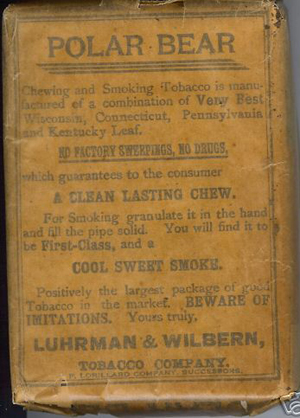 POLAR BEAR
Chewing and Smoking Tobacco is manu-
factured of a combination of Very Best
Wisconsin, Connecticut, Pennsylvania
and Kentucky Leaf.
NO FACTORY SWEEPINGS, NO DRUGS,
which guarantees to the consumer
A CLEAN LASTING CHEW.
For Smoking granulate it in the hand
and fill the pipe solid. You will find it to
be First-Class, and a
COOL SWEET SMOKE.
Positively the largest package of good
Tobacco in the market. BEWARE OF
IMITATIONS. Yours truly,
LUHRMAN & WILBERN,
TOBACCO COMPANY.
P. LORILLARD COMPANY, SUCCESSORS.